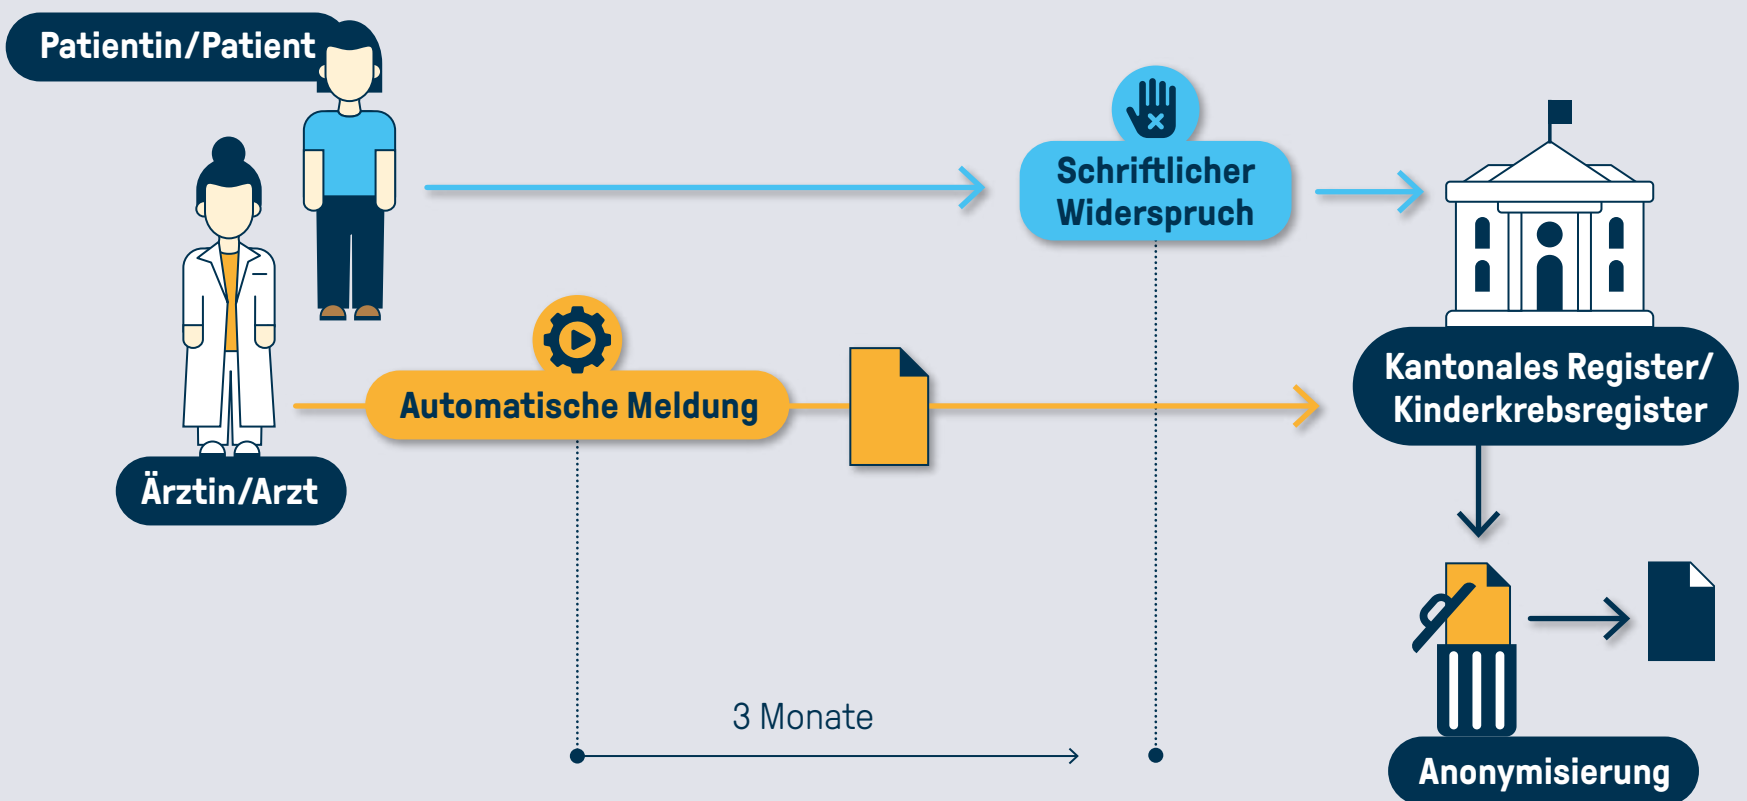 Patientin/Patient
Schriftlicher
Widerspruch
Automatische Meldung
Kantonales Register/
Kinderkrebsregister
Ärztin/Arzt
3 Monate
Anonymisierung